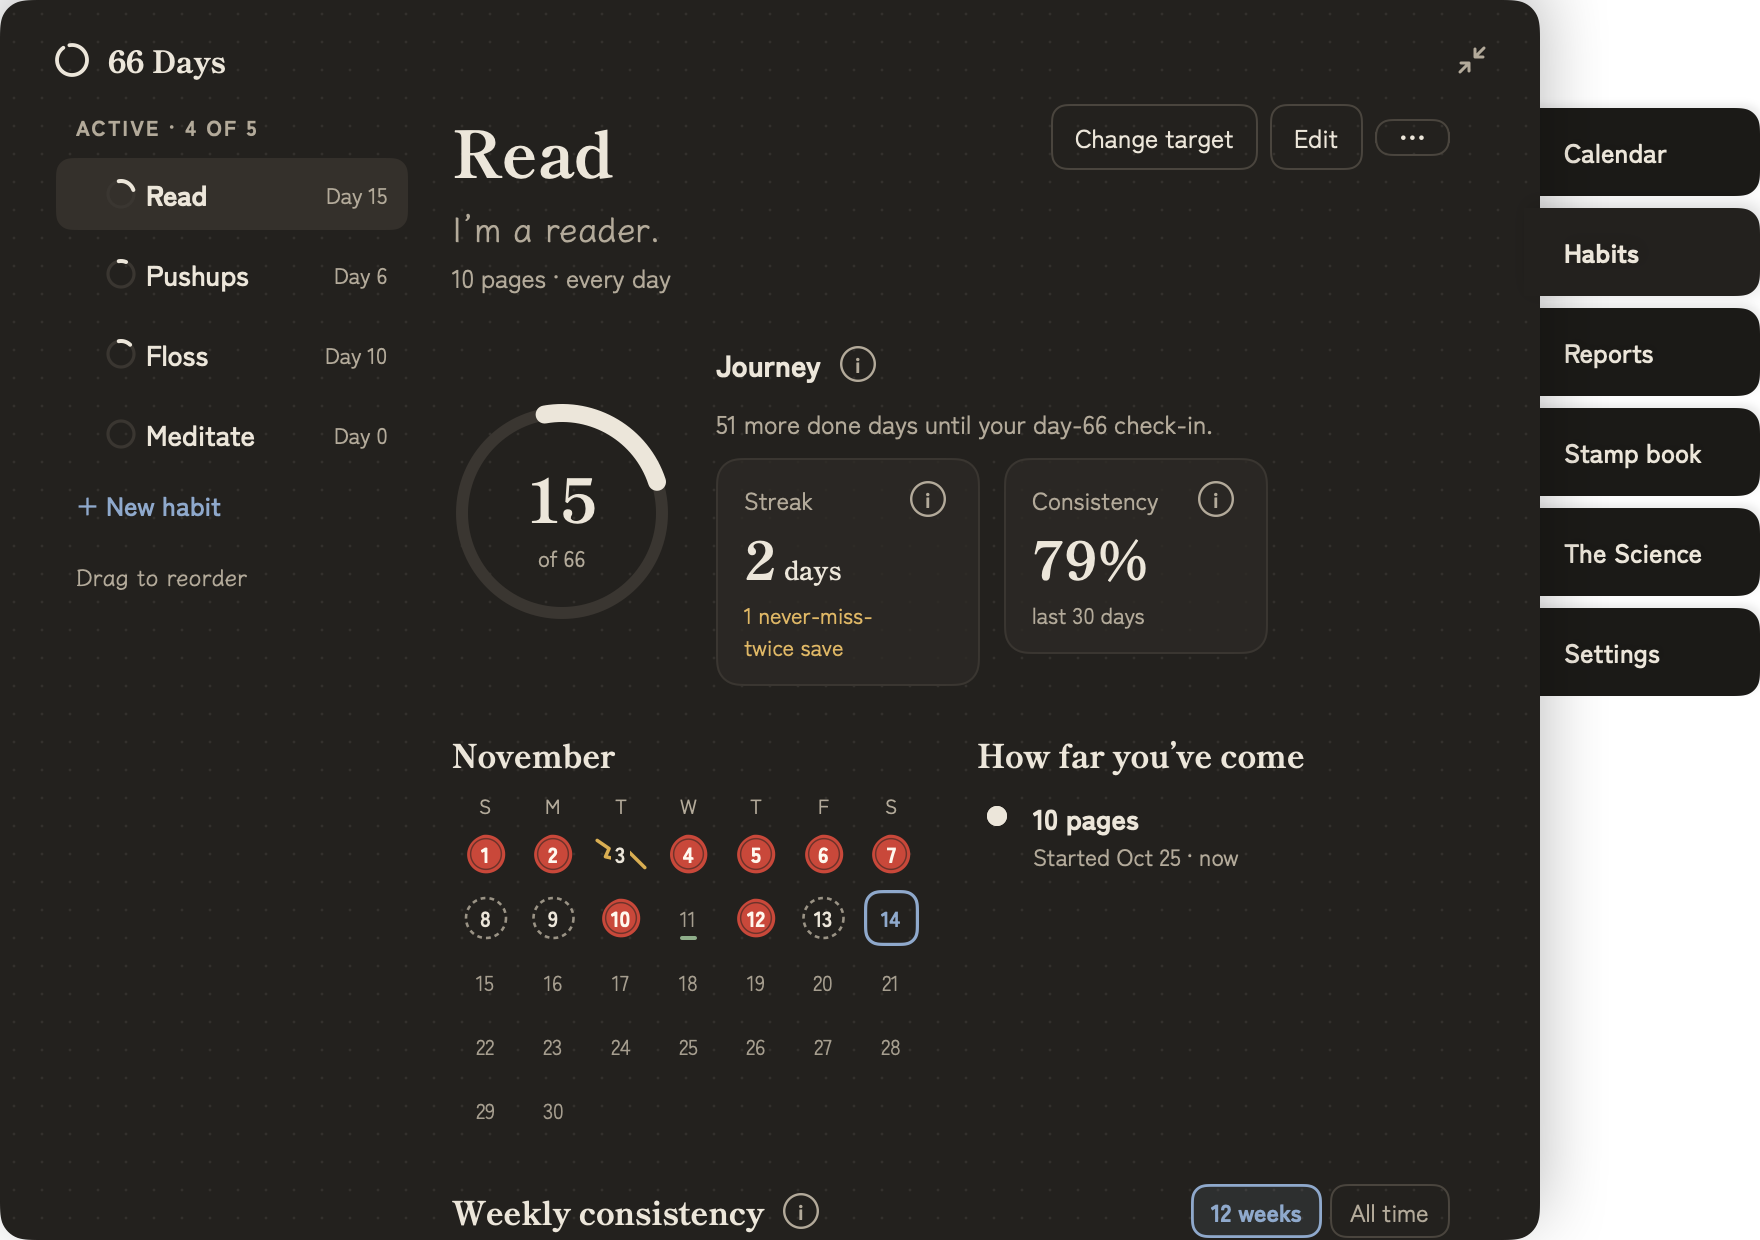 66 Days
ACTIVE · 4 OF 5
Read Day 15
Pushups Day 6
Floss Day 10
Meditate Day 0
+ New habit
Drag to reorder
Read
Change target
Edit
···
I'm a reader.
10 pages · every day
15
of 66
Journey i
51 more done days until your day-66 check-in.
Streak i
2 days
1 never-miss-
twice save
Consistency i
79%
last 30 days
November
S M T W T F S
1 2 3 4 5 6 7
8 9 10 11 12 13 14
15 16 17 18 19 20 21
22 23 24 25 26 27 28
29 30
How far you've come
10 pages
Started Oct 25 · now
Weekly consistency i
12 weeks
All time
Calendar
Habits
Reports
Stamp book
The Science
Settings